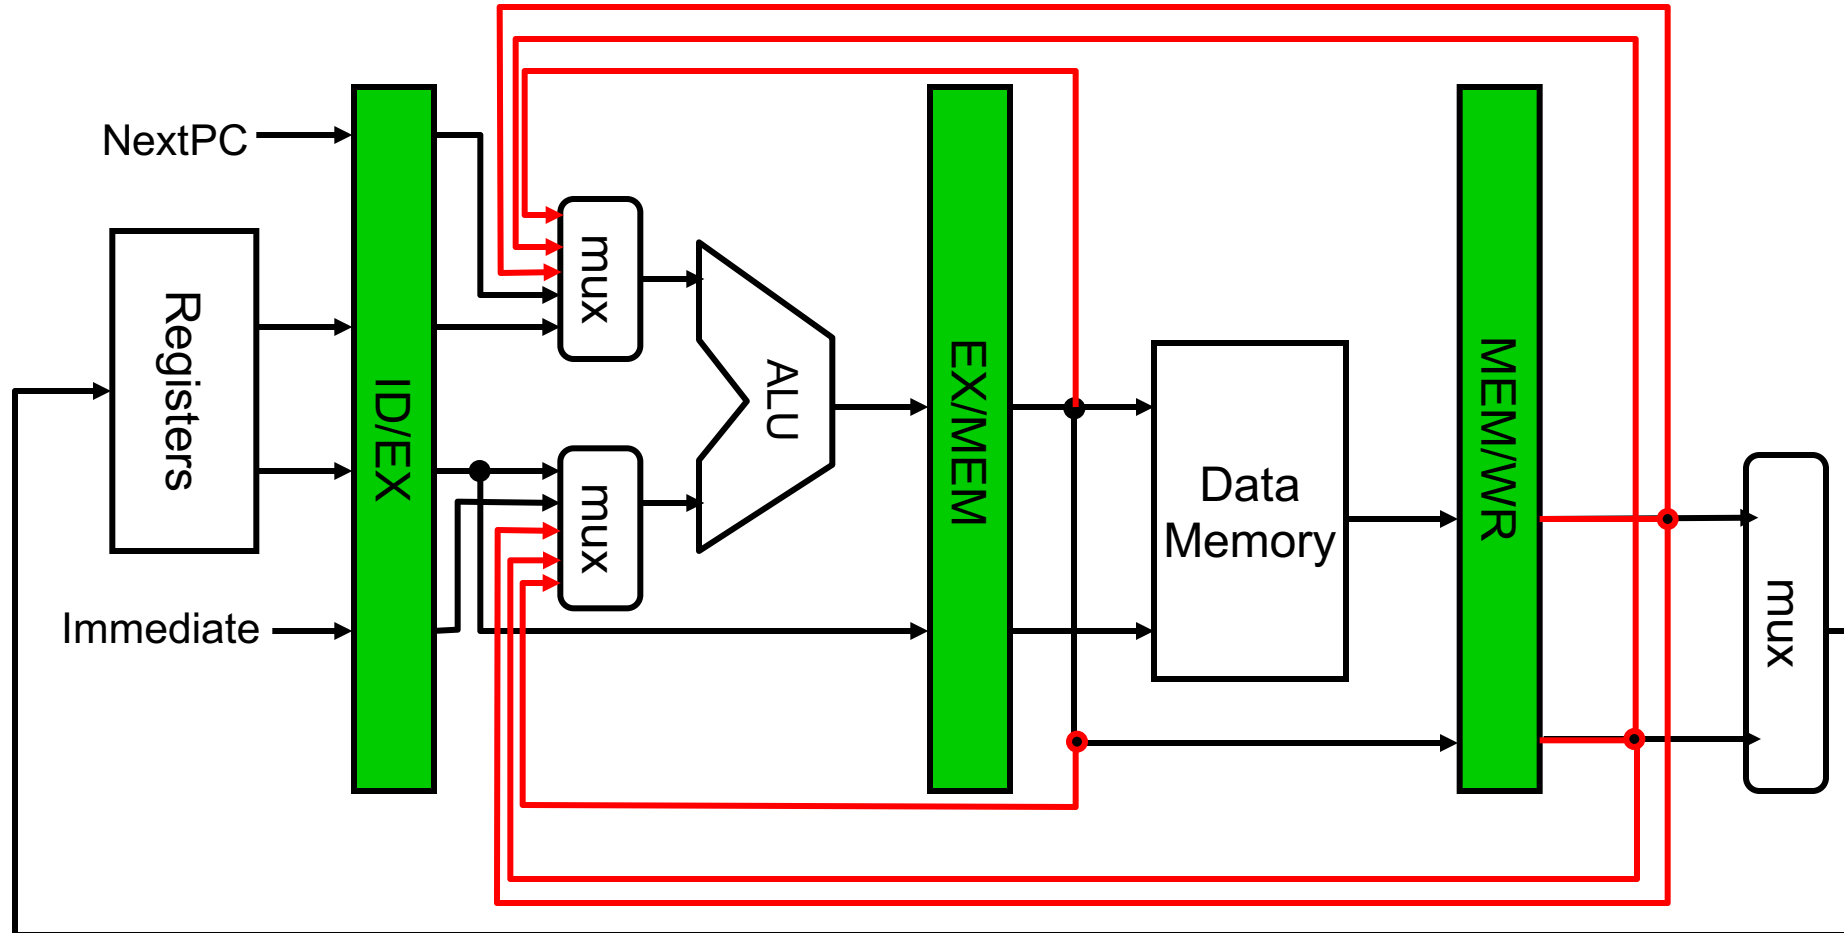 NextPC
Registers
Immediate
ID/EX
mux
mux
ALU
EX/MEM
Data
Memory
MEM/WR
mux